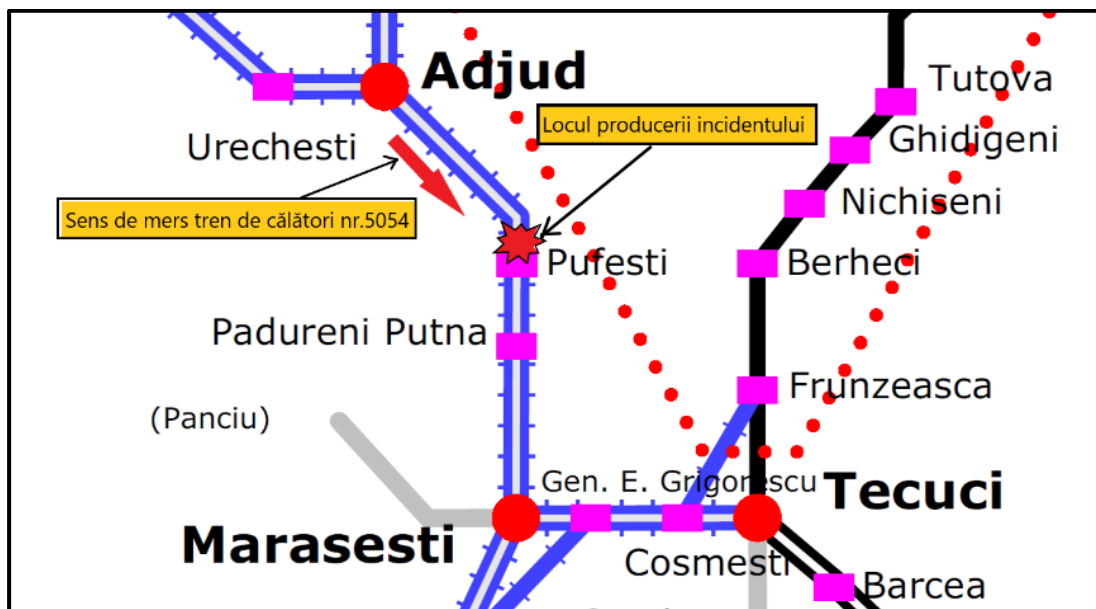 Adjud
Tutova
Locul producerii incidentului
Ghidigeni
Urechesti
Nichiseni
Sens de mers tren de călători nr.5054
Pufesti
Berheci
Padureni Putna
Frunzeasca
(Panciu)
Gen. E. Grigorescu
Tecuci
Marasesti
Cosmesti
Barcea